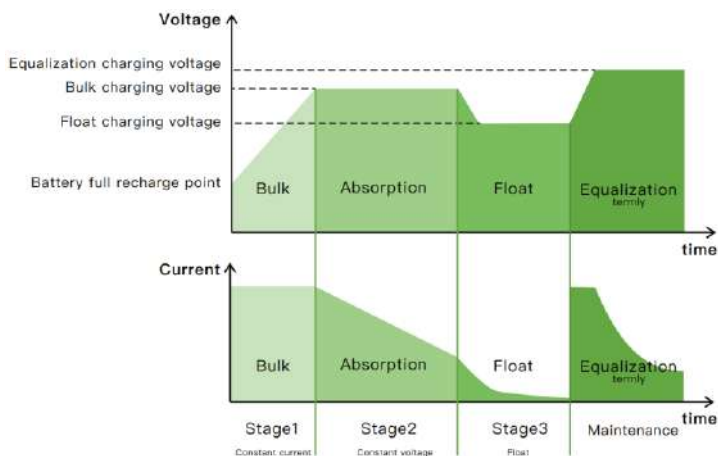 Voltage
Equalization charging voltage
Bulk charging voltage
Float charging voltage
Battery full recharge point
Bulk
Absorption
Float
Equalization
termly
time
Current
Bulk
Absorption
Float
Equalization
termly
time
Stage1
Stage2
Stage3
Maintenance
Constant current
Constant voltage
Float